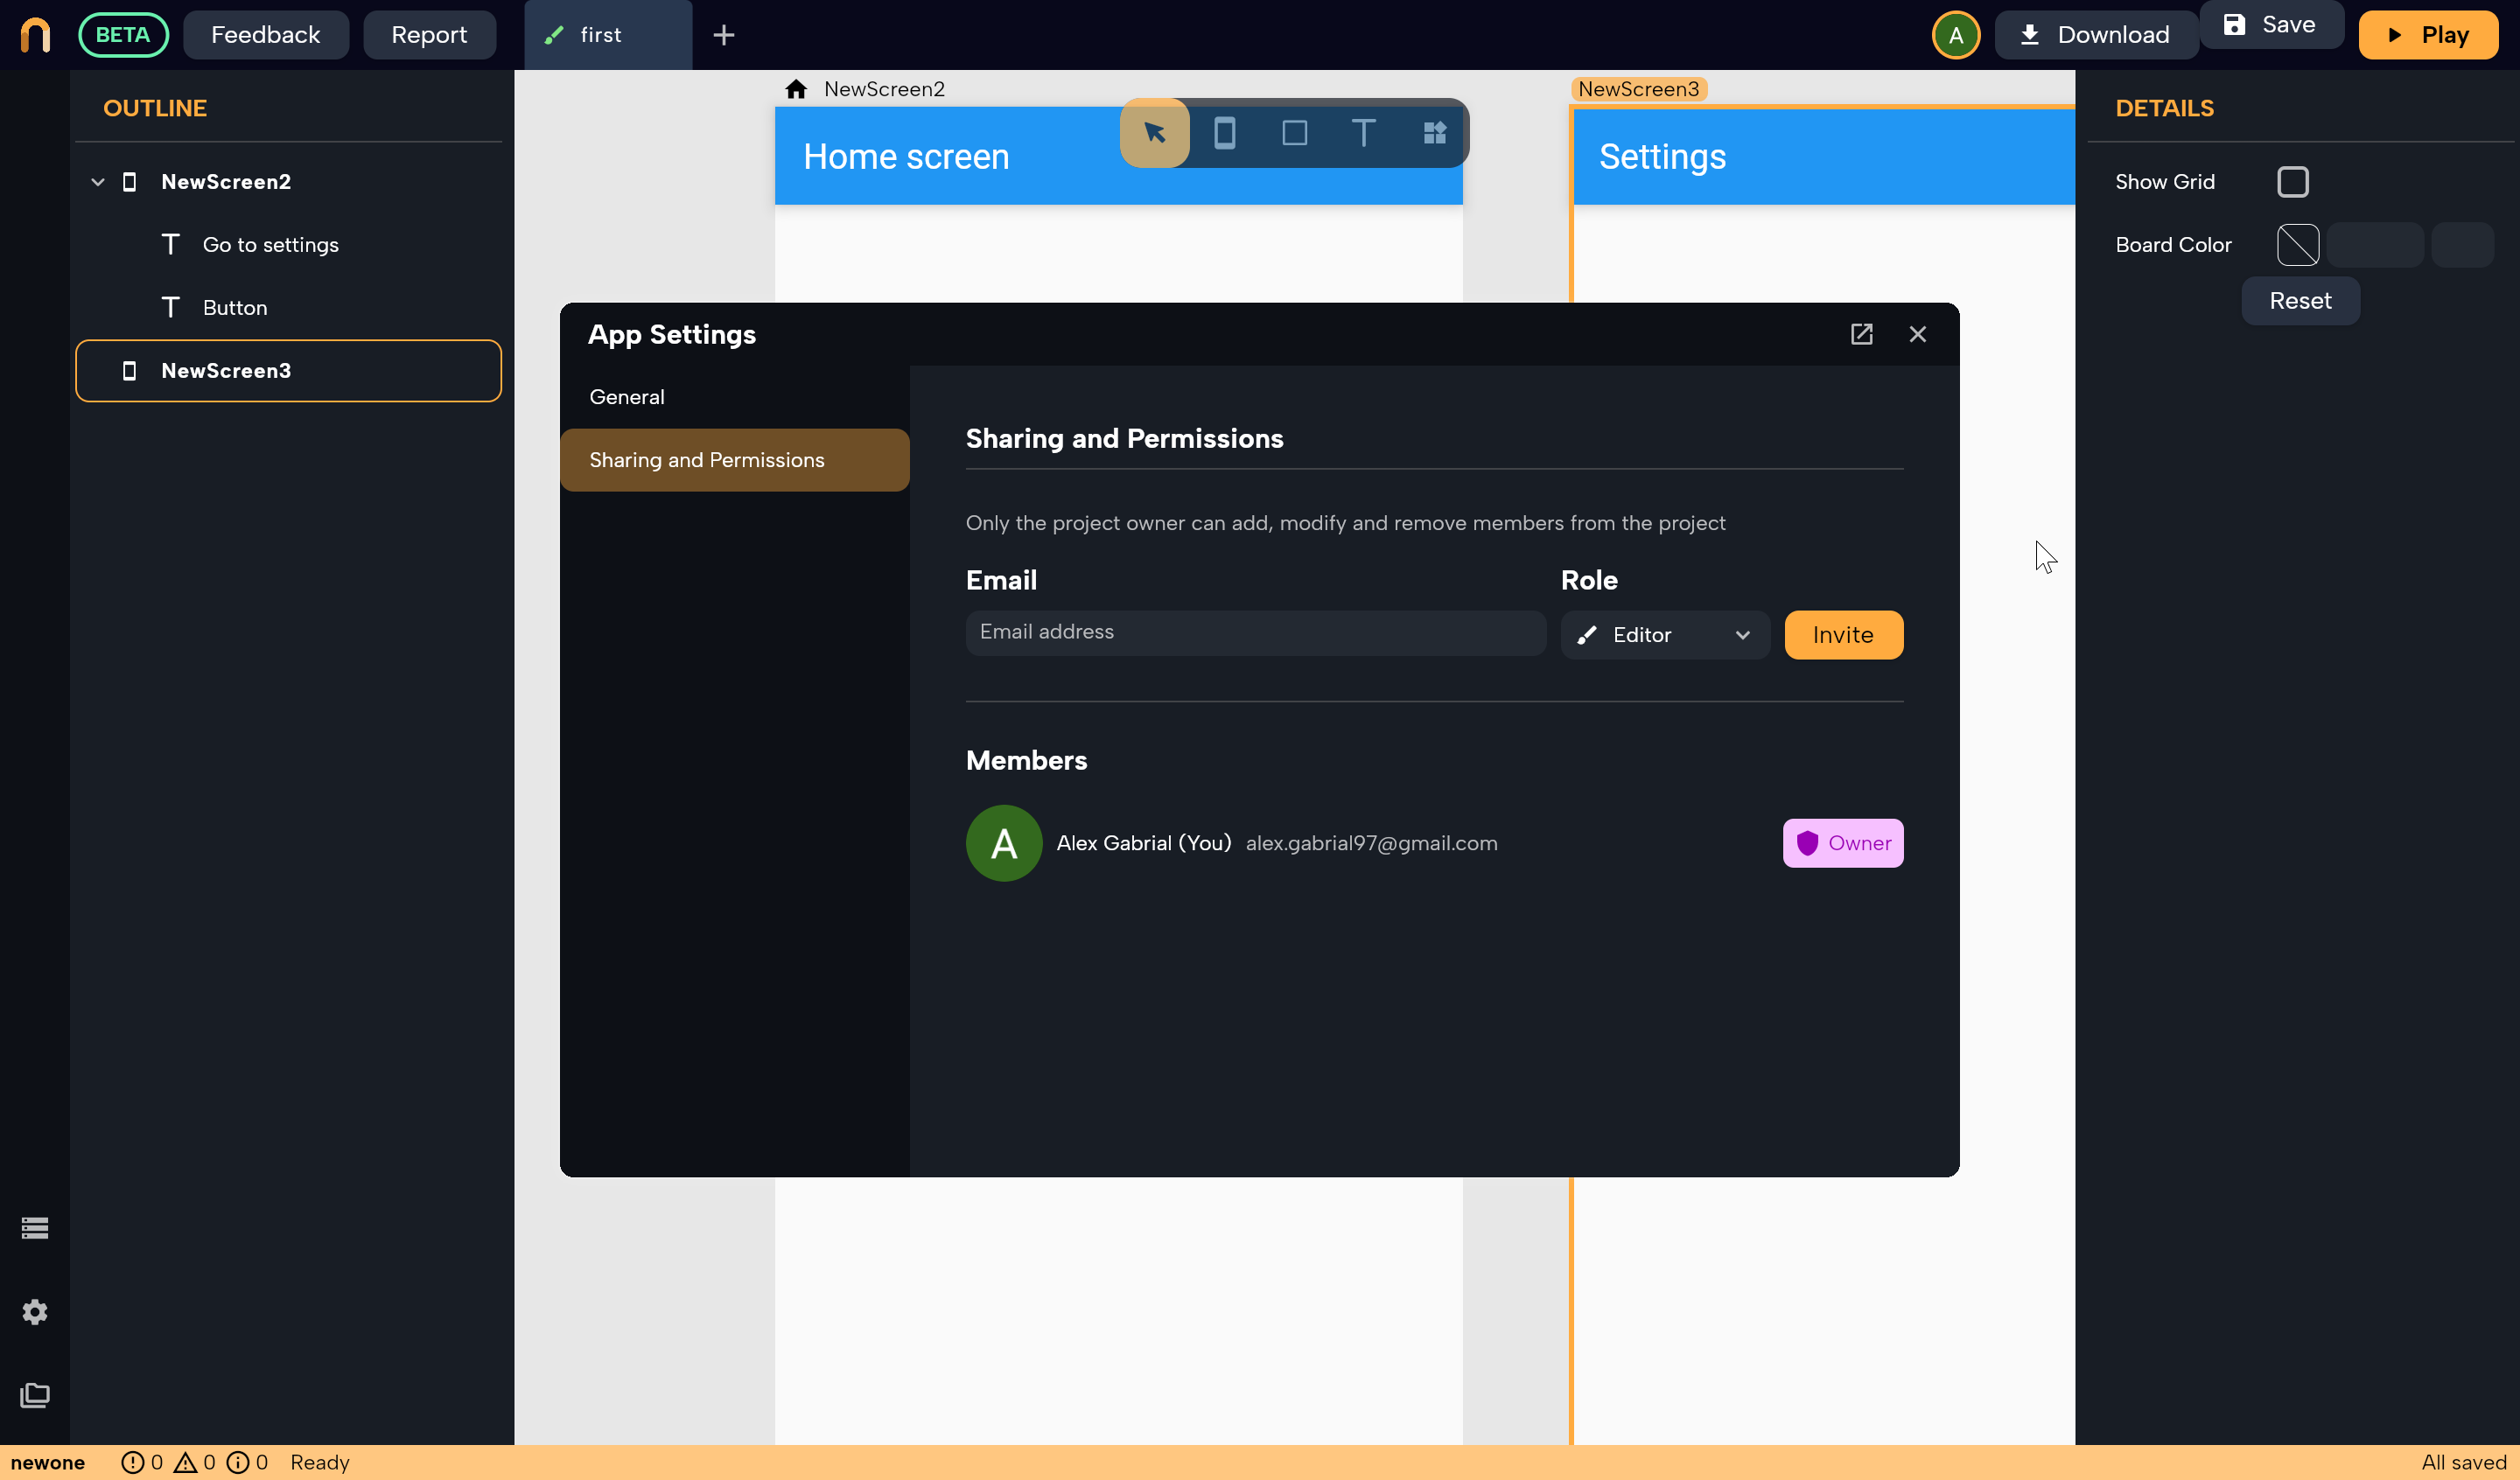 BETA
Feedback
Report
first
A
Download
Save
Play
OUTLINE
NewScreen2
Go to settings
Button
NewScreen3
NewScreen2
Home screen
NewScreen3
Settings
DETAILS
Show Grid
Board Color
Reset
App Settings
General
Sharing and Permissions
Sharing and Permissions
Only the project owner can add, modify and remove members from the project
Email
Role
Email address
Editor
Invite
Members
A
Alex Gabrial (You) alex.gabrial97@gmail.com
Owner
newone 0 0 0 Ready
All saved